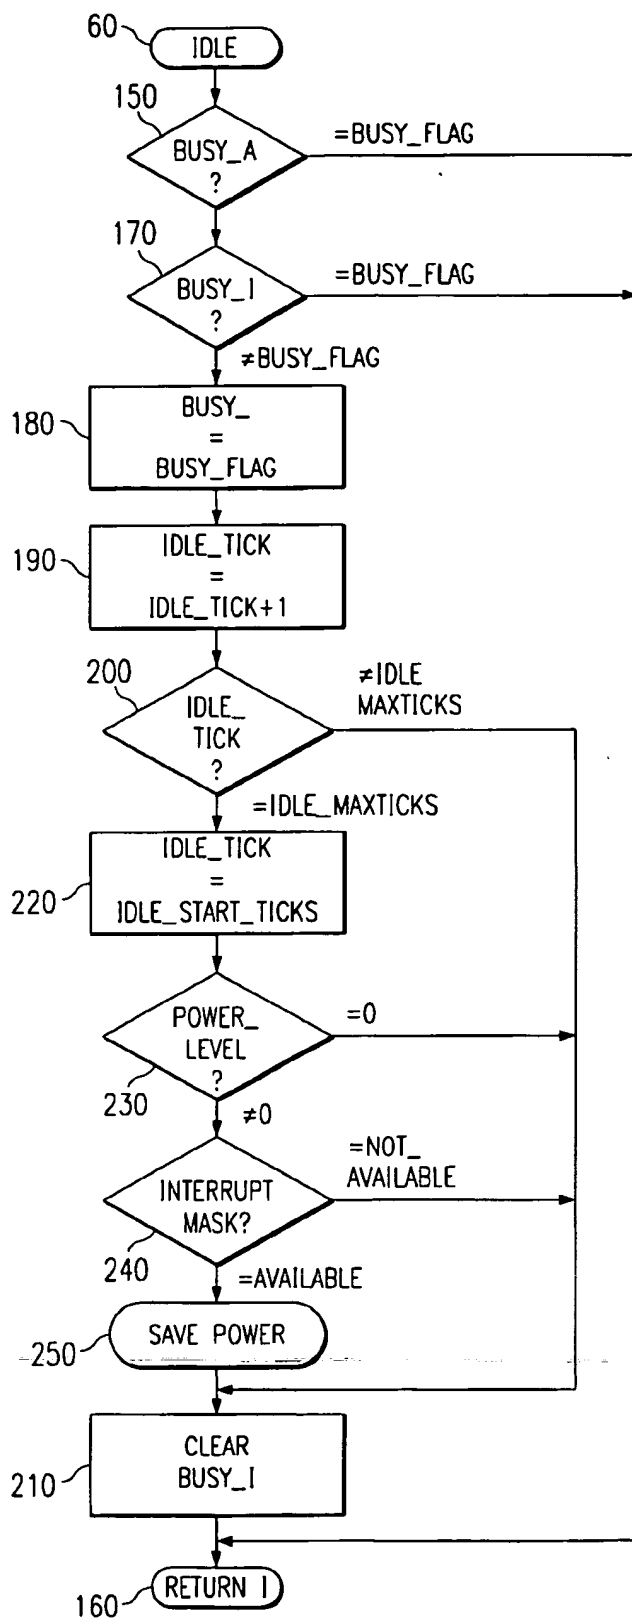 60
IDLE
150
BUSY_A
?
=BUSY_FLAG
170
BUSY_I
?
=BUSY_FLAG
≠BUSY_FLAG
180
BUSY_
=
BUSY_FLAG
190
IDLE_TICK
=
IDLE_TICK+1
200
IDLE_
TICK
?
≠IDLE
MAXTICKS
=IDLE_MAXTICKS
220
IDLE_TICK
=
IDLE_START_TICKS
POWER_
LEVEL
?
=0
230
≠0
INTERRUPT
MASK?
=NOT_
AVAILABLE
240
=AVAILABLE
250
SAVE POWER
210
CLEAR
BUSY_I
160
RETURN I